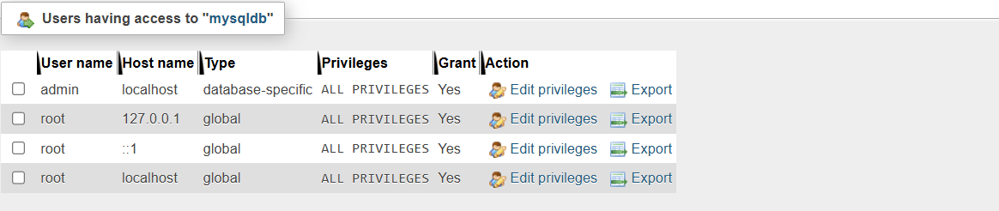 Users having access to "mysqldb"
User name Host name Type Privileges Grant Action
admin localhost database-specific ALL PRIVILEGES Yes Edit privileges Export
root 127.0.0.1 global ALL PRIVILEGES Yes Edit privileges Export
root ::1 global ALL PRIVILEGES Yes Edit privileges Export
root localhost global ALL PRIVILEGES Yes Edit privileges Export